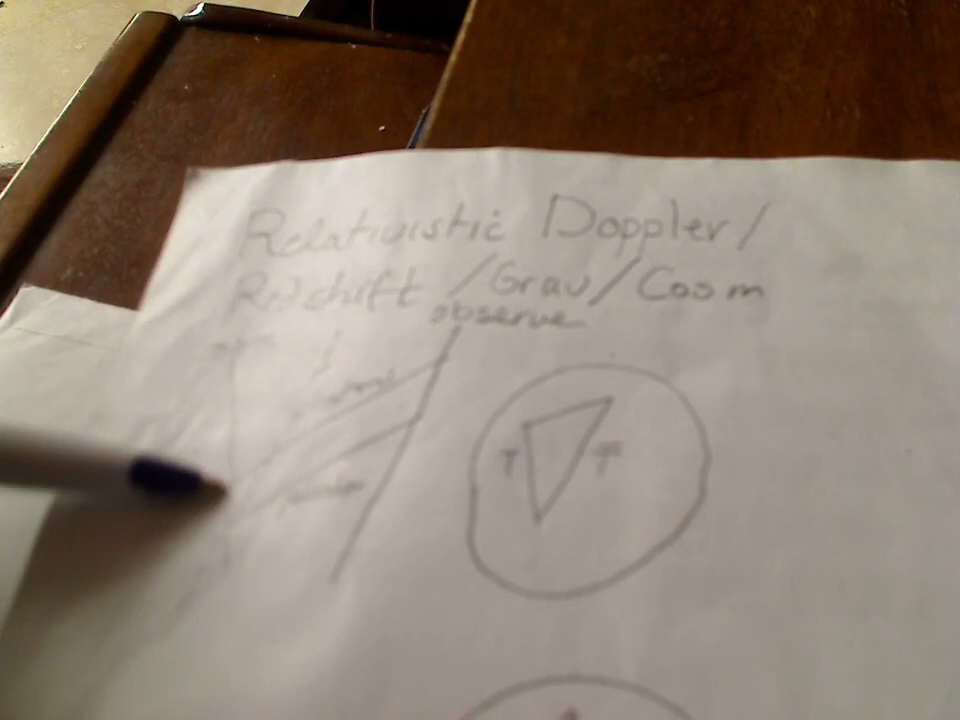 Relativistic Doppler/
Redshift /Grav/Cosm
observe
T T